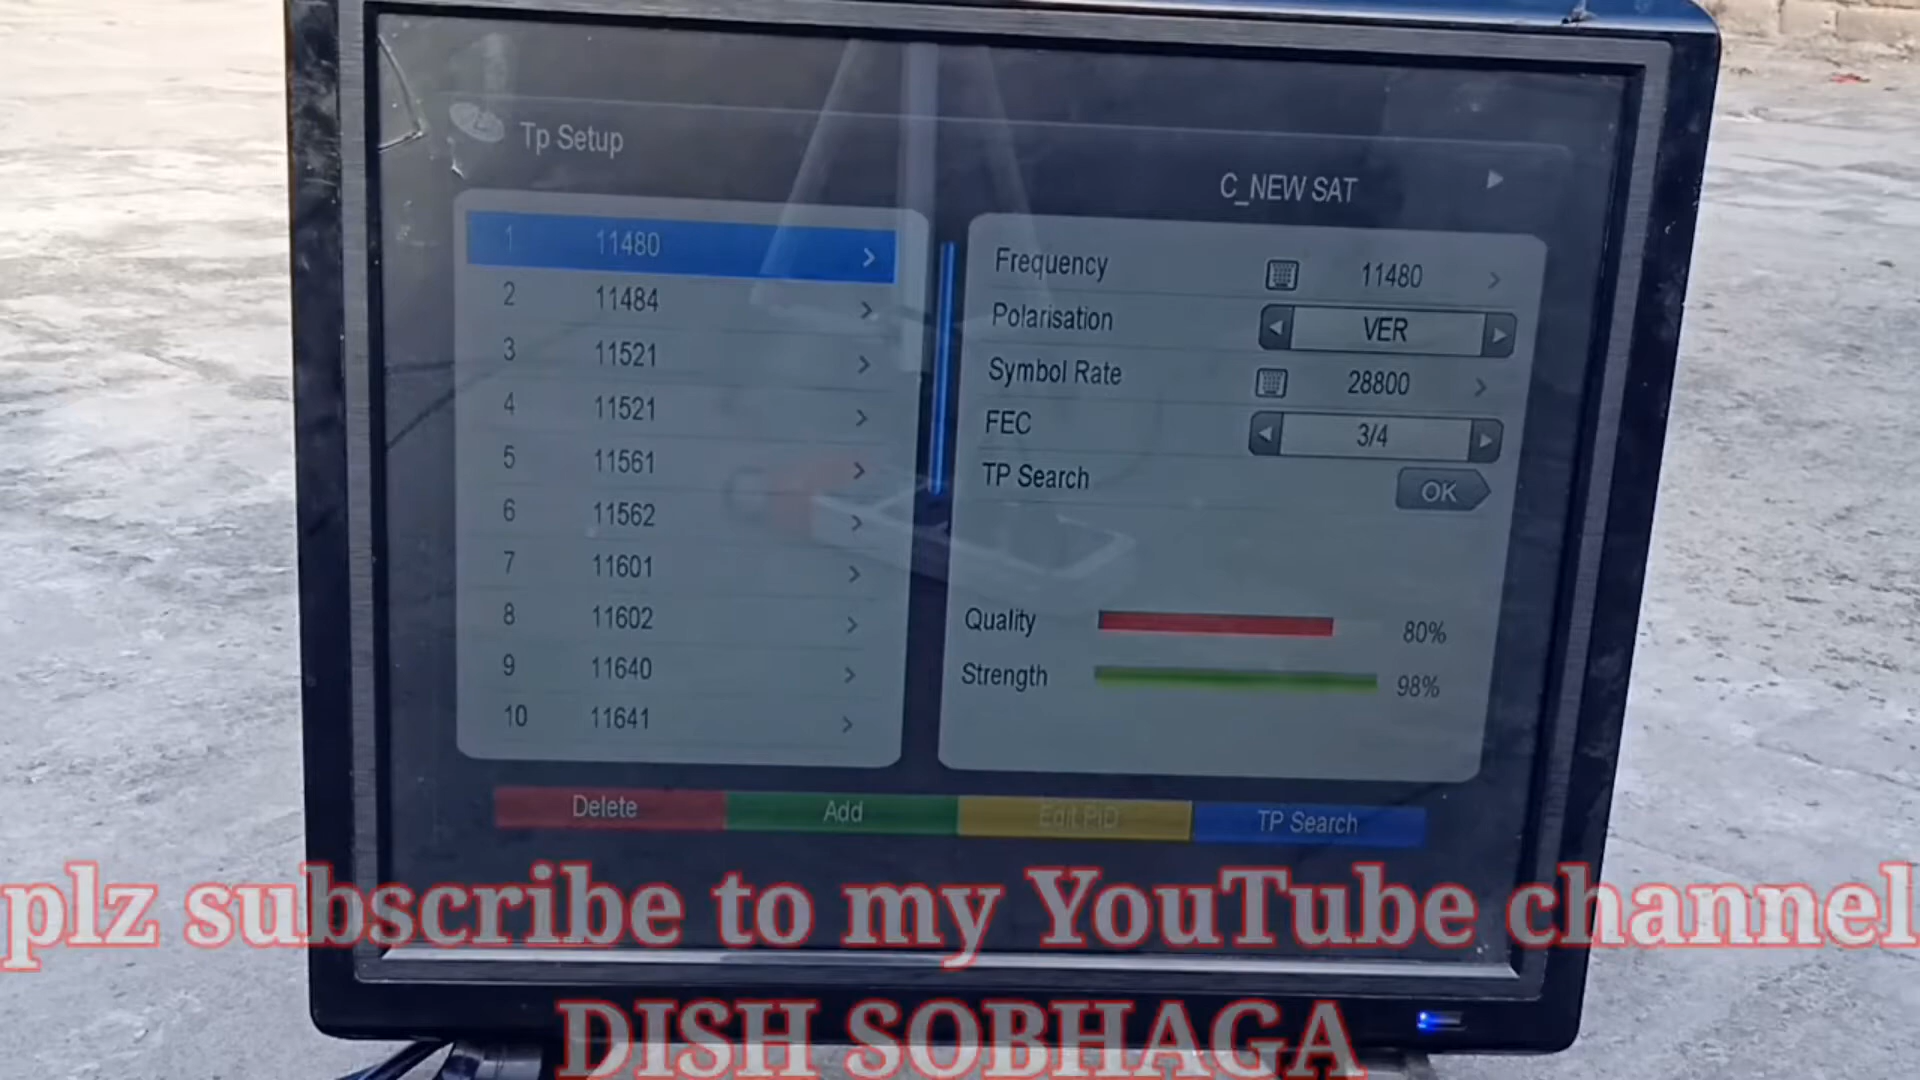 Tp Setup
C_NEW SAT
1 11480
2 11484
3 11521
4 11521
5 11561
6 11562
7 11601
8 11602
9 11640
10 11641
Frequency 11480
Polarisation VER
Symbol Rate 28800
FEC 3/4
TP Search OK
Quality 80%
Strength 98%
Delete Add Edit PID TP Search
plz subscribe to my YouTube channel
DISH SOBHAGA